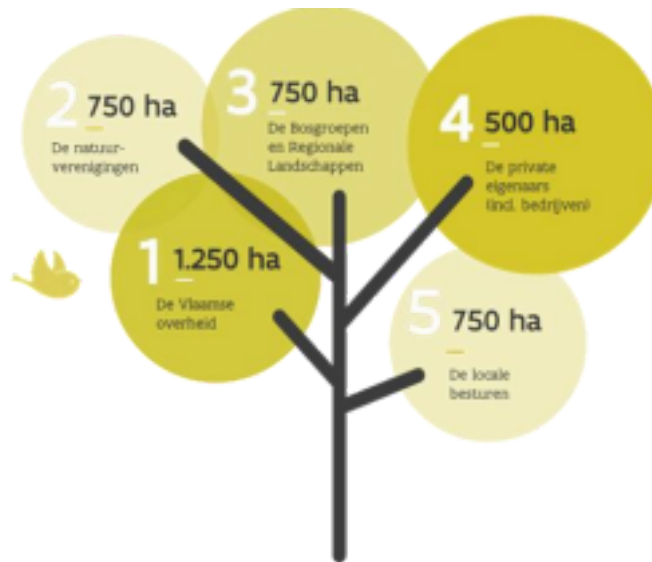 2 750 ha
De natuur-
verenigingen
3 750 ha
De Bosgroepen
en Regionale
Landschappen
4 500 ha
De private
eigenaars
(incl. bedrijven)
1 1.250 ha
De Vlaamse
overheid
5 750 ha
De locale
besturen